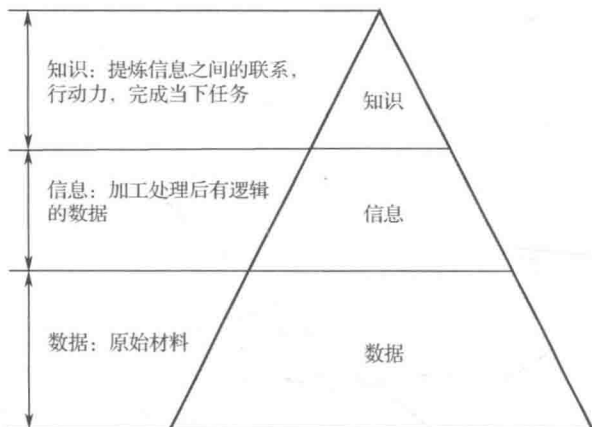 知识：提炼信息之间的联系，
行动力，完成当下任务
知识
信息：加工处理后有逻辑
的数据
信息
数据：原始材料
数据